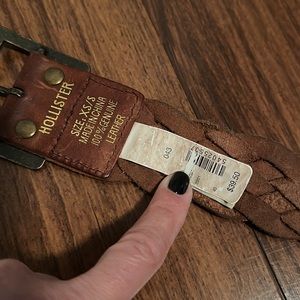 HOLLISTER
SIZE: XS/S
MADE IN CHINA
100% GENUINE
LEATHER
043
$39.50